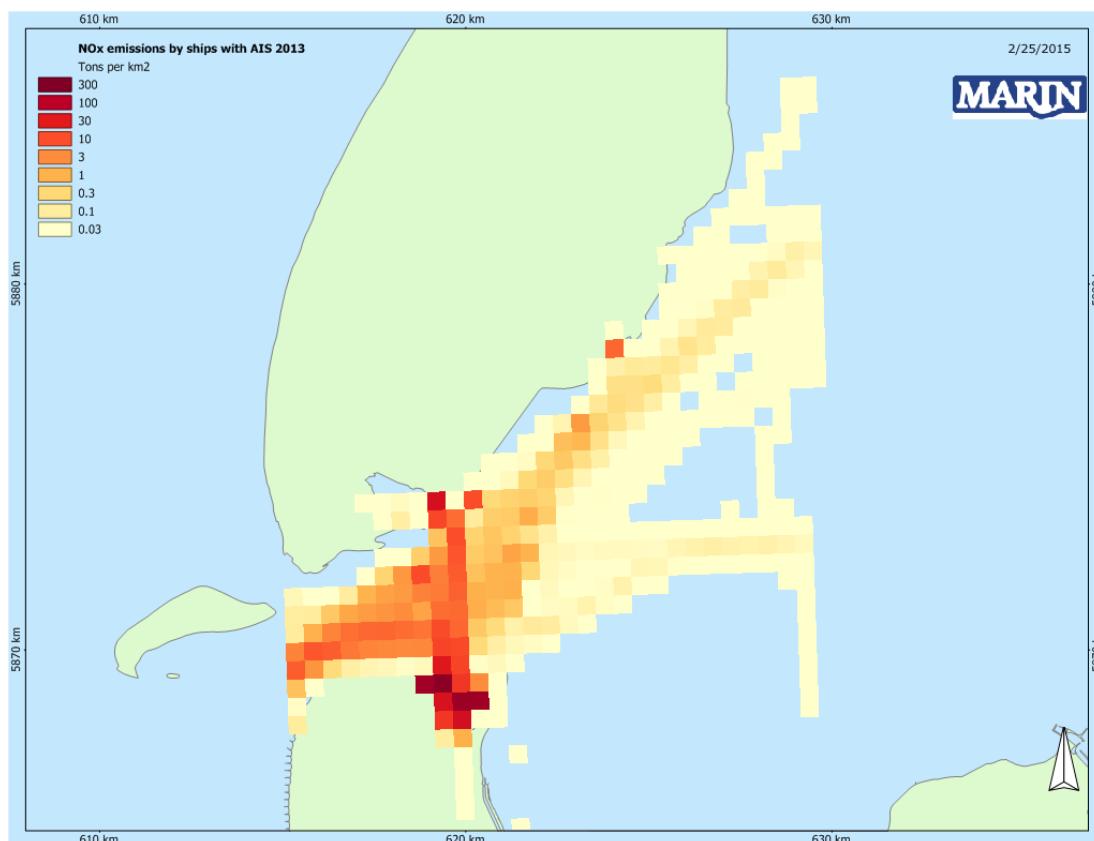 610 km
620 km
630 km
NOx emissions by ships with AIS 2013
Tons per km2
300
100
30
10
3
1
0.3
0.1
0.03
2/25/2015
MARIN
5880 km
5870 km
610 km
620 km
630 km